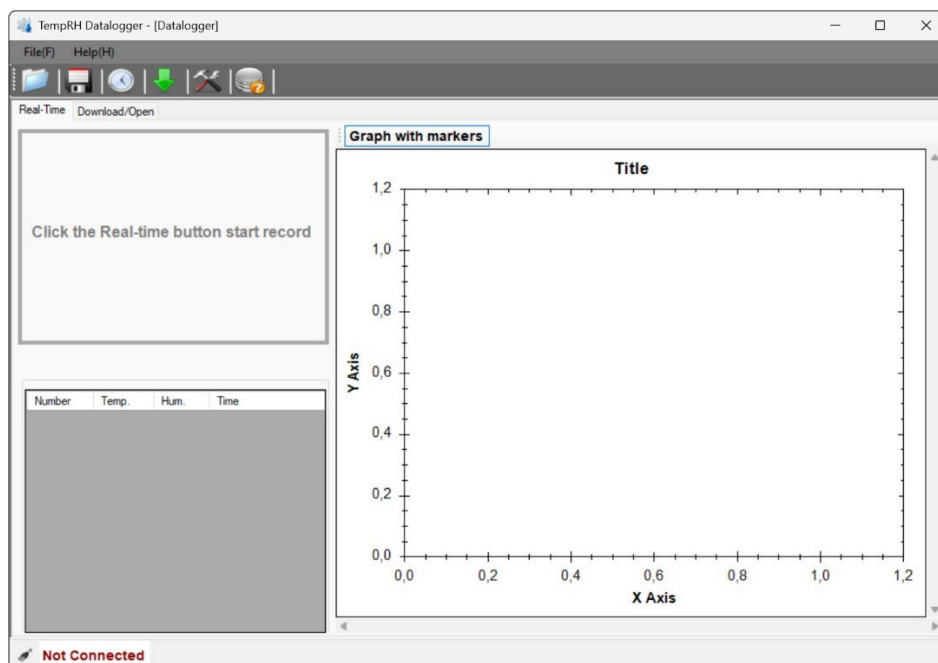 TempRH Datalogger - [Datalogger]
File(F) Help(H)
Real-Time Download/Open
Click the Real-time button start record
Number Temp. Hum. Time
Graph with markers
Title
1,2
1,0
0,8
0,6
0,4
0,2
0,0
Y Axis
0,0 0,2 0,4 0,6 0,8 1,0 1,2
X Axis
Not Connected